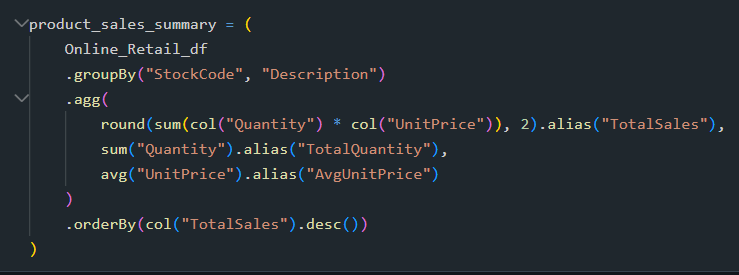 product_sales_summary = (
    Online_Retail_df
    .groupBy("StockCode", "Description")
    .agg(
        round(sum(col("Quantity") * col("UnitPrice")), 2).alias("TotalSales"),
        sum("Quantity").alias("TotalQuantity"),
        avg("UnitPrice").alias("AvgUnitPrice")
    )
    .orderBy(col("TotalSales").desc())
)